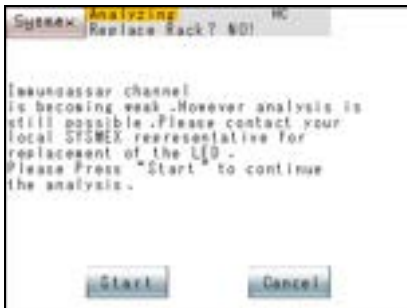 Sysmex
Analyzing HC
Replace Rack? NO!
Immunoassay channel
is becoming weak .However analysis is
still possible .Please contact your
local SYSMEX representative for
replacement of the LED .
Please Press "Start" to continue
the analysis.
Start Cancel